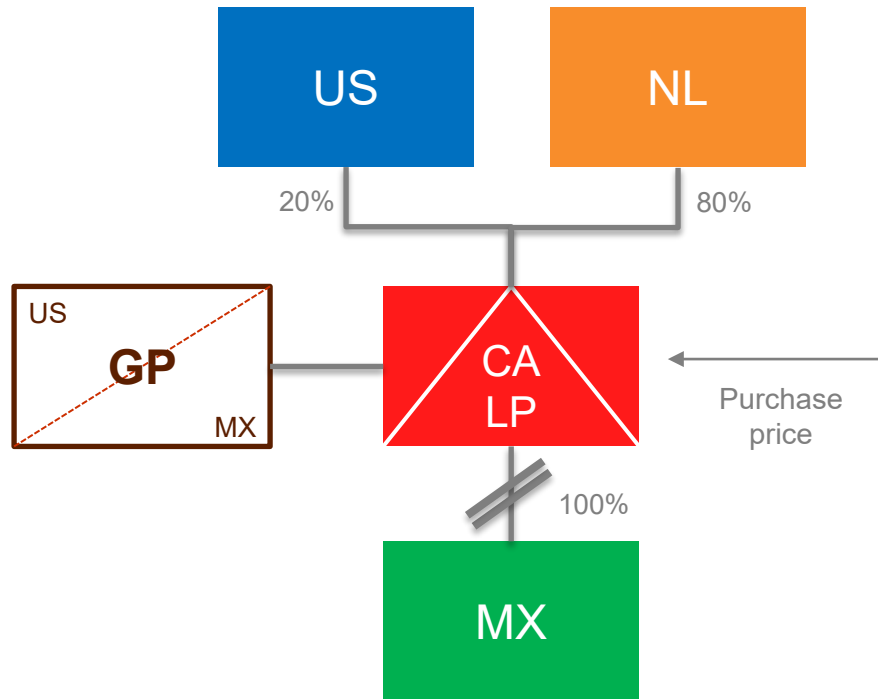 US
NL
20%
80%
US
GP
MX
CA
LP
Purchase
price
100%
MX